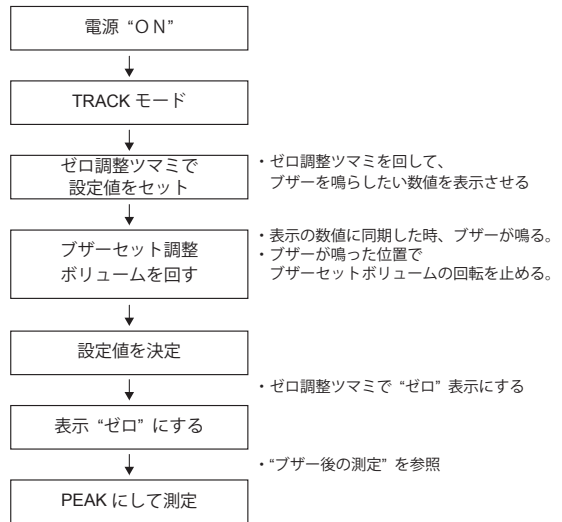 電源 “ＯＮ”
TRACK モード
ゼロ調整ツマミで
設定値をセット
・ゼロ調整ツマミを回して、
ブザーを鳴らしたい数値を表示させる
ブザーセット調整
ボリュームを回す
・表示の数値に同期した時、ブザーが鳴る。
・ブザーが鳴った位置で
ブザーセットボリュームの回転を止める。
設定値を決定
・ゼロ調整ツマミで “ゼロ” 表示にする
表示 “ゼロ” にする
・“ブザー後の測定” を参照
PEAK にして測定